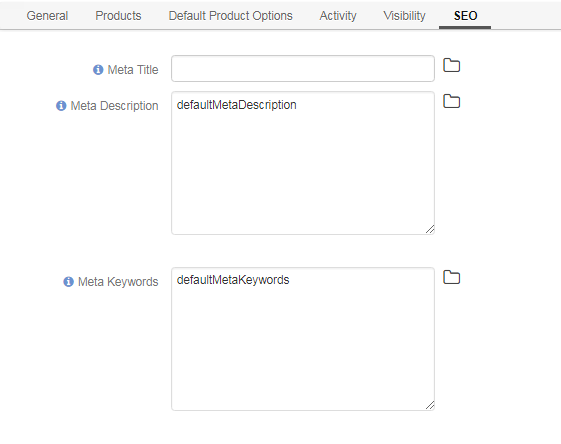 General Products Default Product Options Activity Visibility SEO
Meta Title
Meta Description defaultMetaDescription
Meta Keywords defaultMetaKeywords